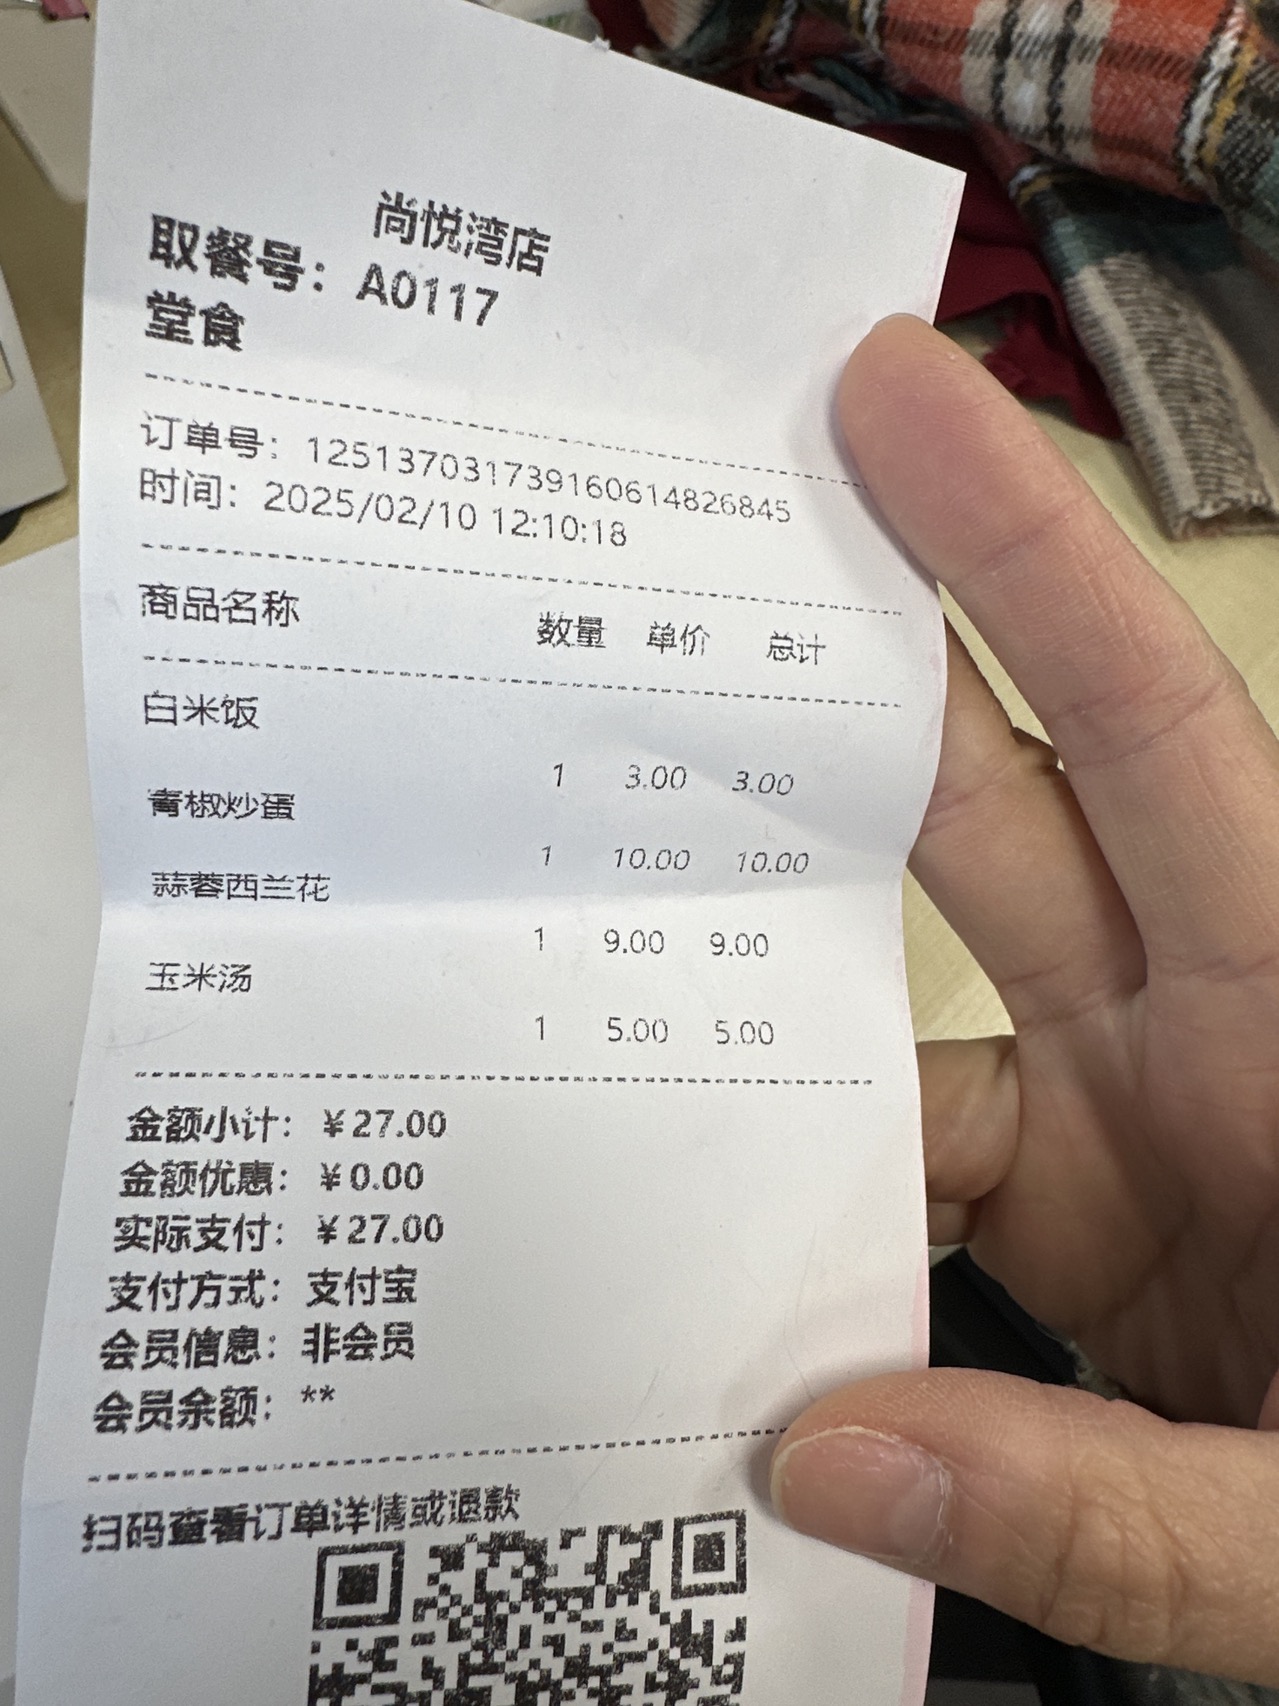 尚悦湾店
取餐号：A0117
堂食
订单号：125137031739160614826845
时间：2025/02/10 12:10:18
商品名称 数量 单价 总计
白米饭
1 3.00 3.00
青椒炒蛋
1 10.00 10.00
蒜蓉西兰花
1 9.00 9.00
玉米汤
1 5.00 5.00
金额小计：¥27.00
金额优惠：¥0.00
实际支付：¥27.00
支付方式：支付宝
会员信息：非会员
会员余额：**
扫码查看订单详情或退款